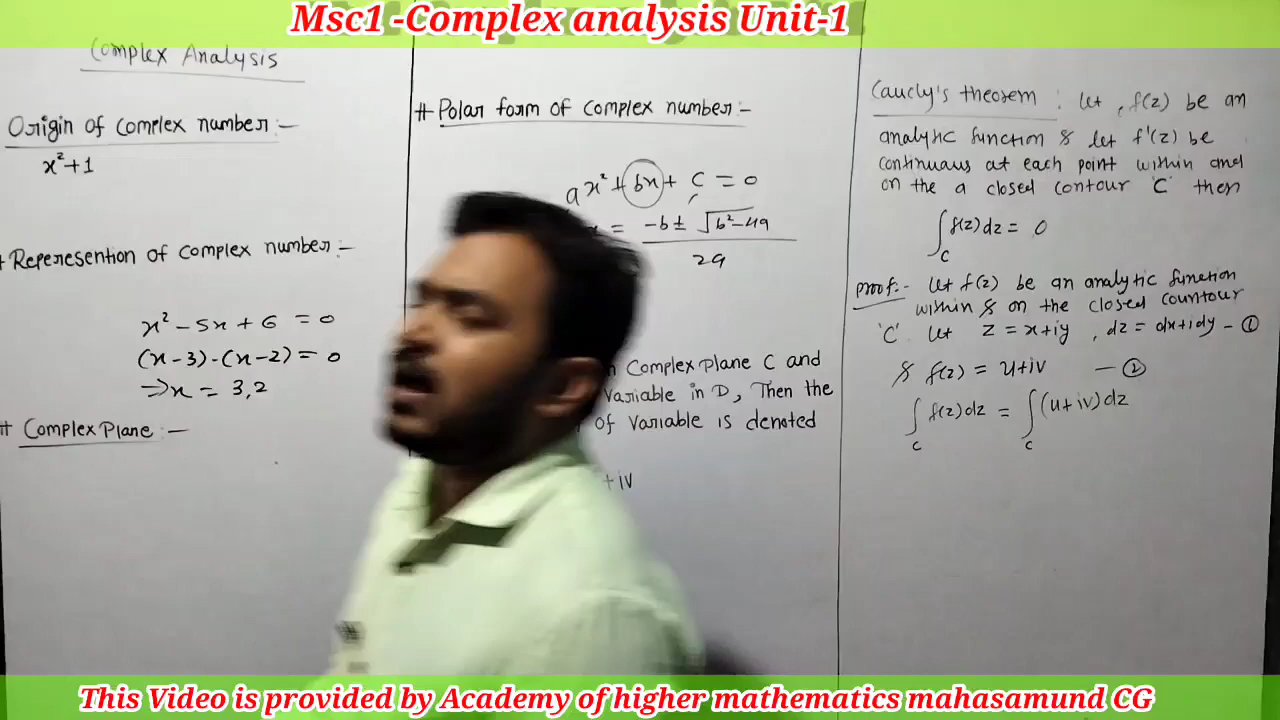 Msc1 -Complex analysis Unit-1
Complex Analysis
Origin of complex number:-
x²+1
Reperesention of complex number:-
x² - 5x + 6 = 0
(x-3)-(x-2) = 0
⇒x = 3,2
# Complex Plane :-
# Polar form of complex number:-
ax² + bx + c = 0
= -b ± √b²-49
29
Complex plane C and
Variable in D, Then the
of variable is denoted
+iv
Caucly's theorem : let, f(z) be an
analytic function & let f'(z) be
continuous at each point within and
on the a closed contour 'C' then
∫c f(z)dz = 0
Proof:- let f(z) be an analytic function
within & on the closed countour
'C' let z = x+iy , dz = dx+idy - ①
& f(z) = u+iv - ②
∫c f(z)dz = ∫c (u+iv)dz
This Video is provided by Academy of higher mathematics mahasamund CG